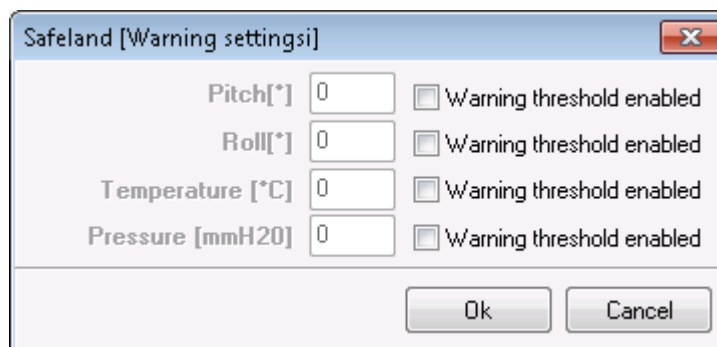 Safeland [Warning settingsi]
Pitch[*] 0 Warning threshold enabled
Roll[*] 0 Warning threshold enabled
Temperature [*C] 0 Warning threshold enabled
Pressure [mmH20] 0 Warning threshold enabled
Ok Cancel